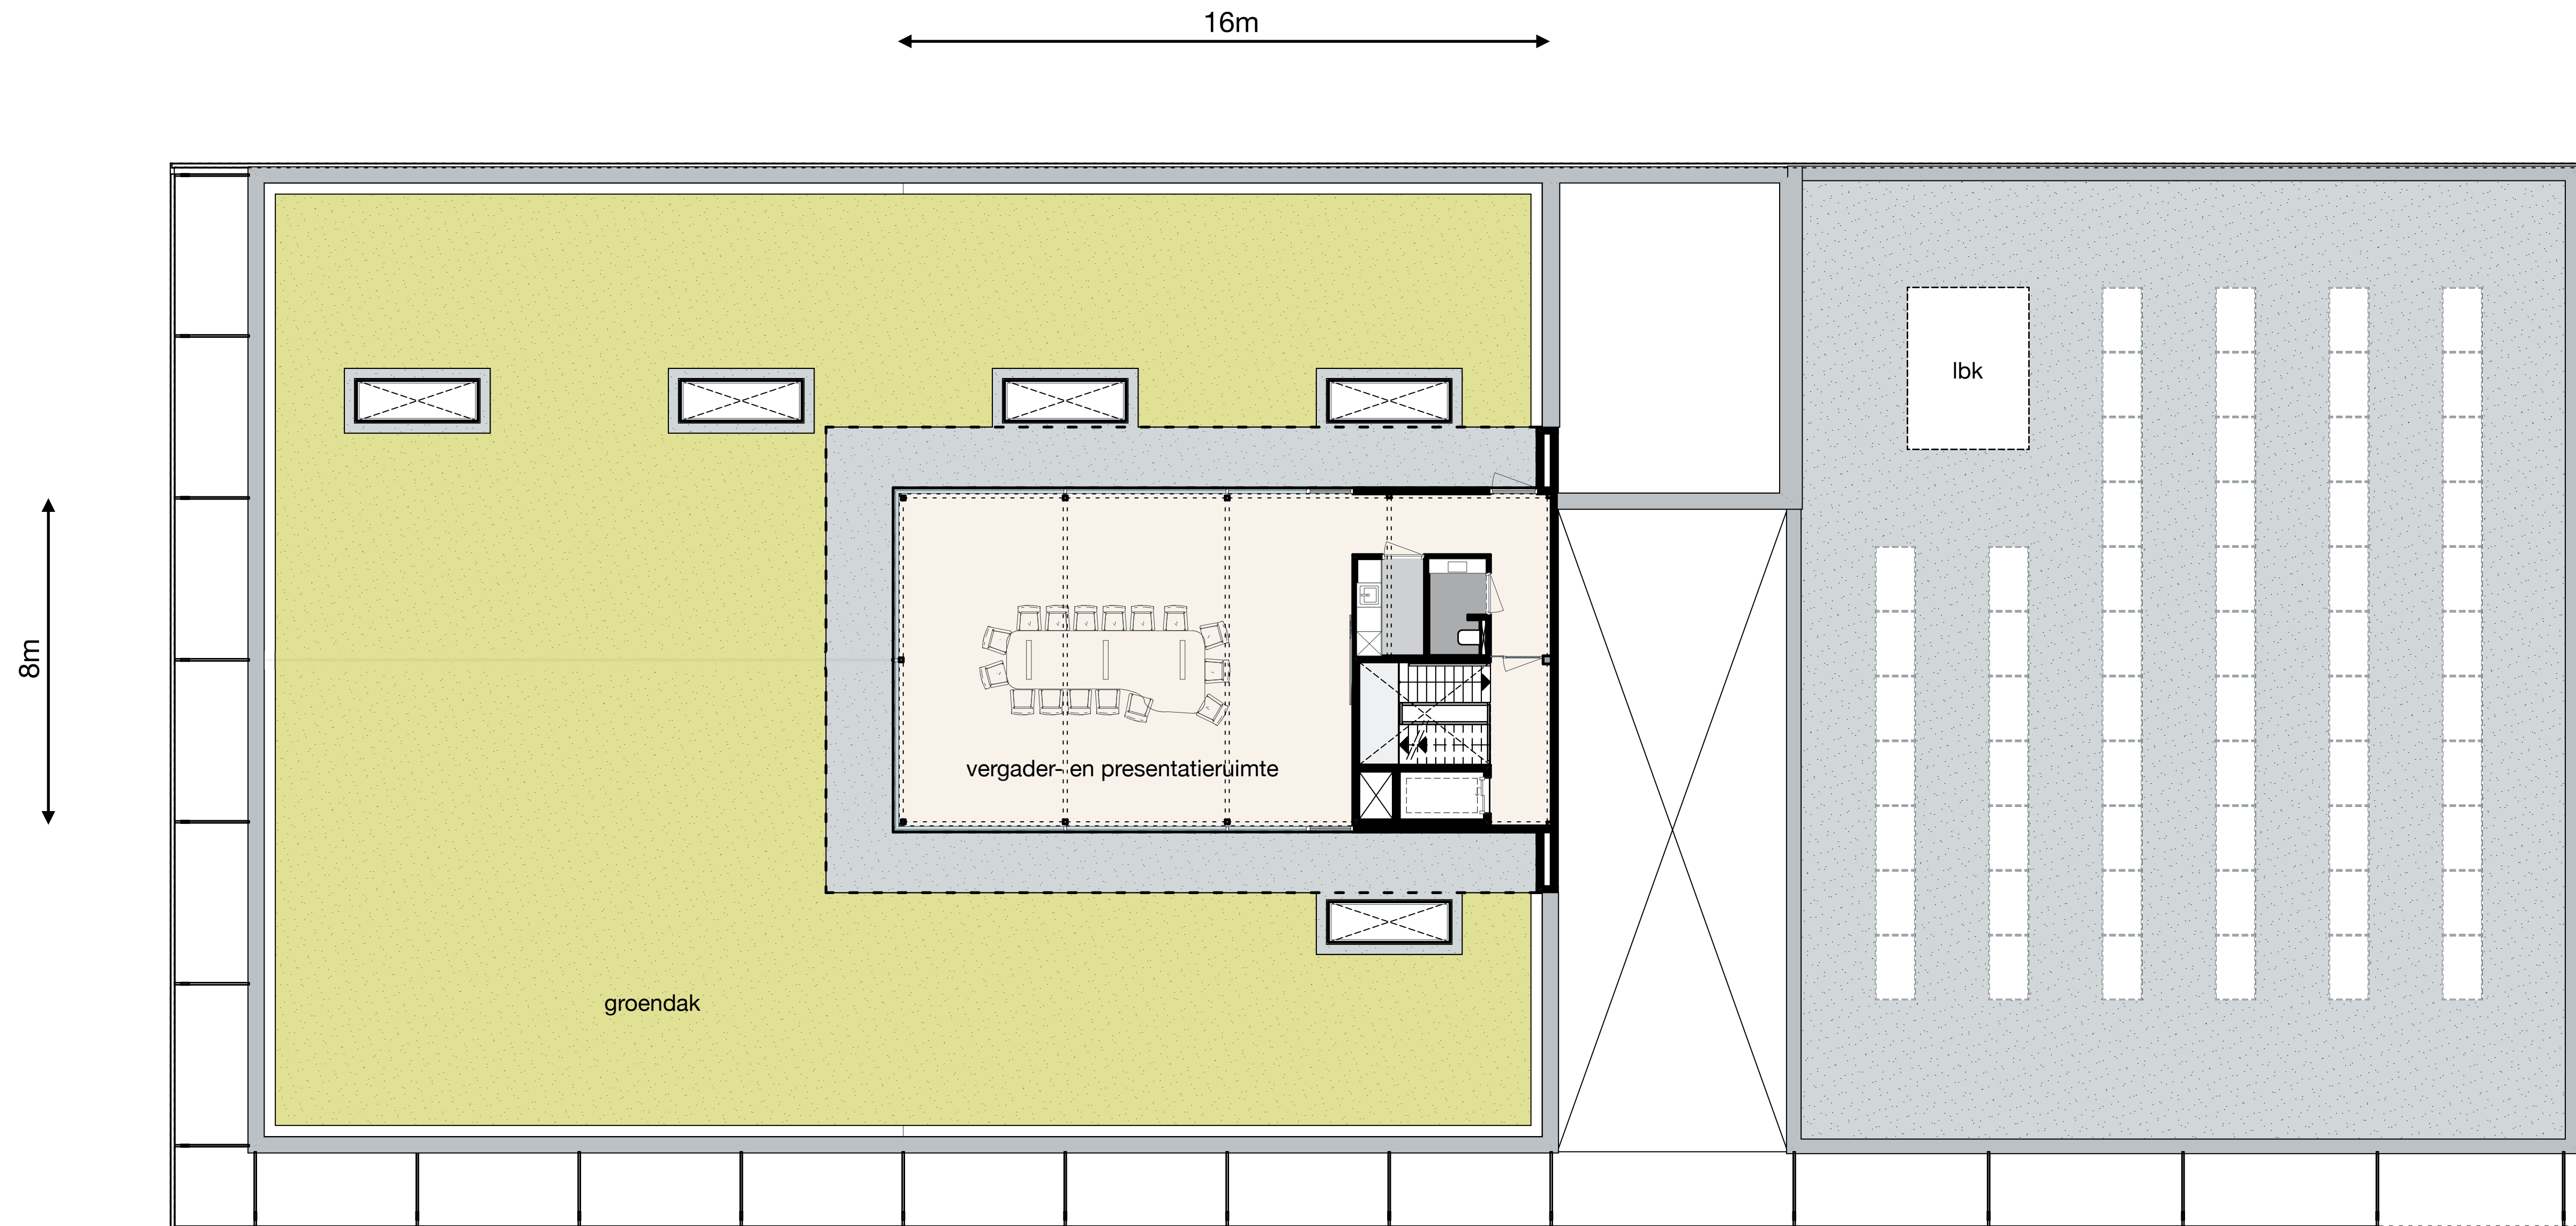 16m
lbk
8m
vergader- en presentatieruimte
groendak